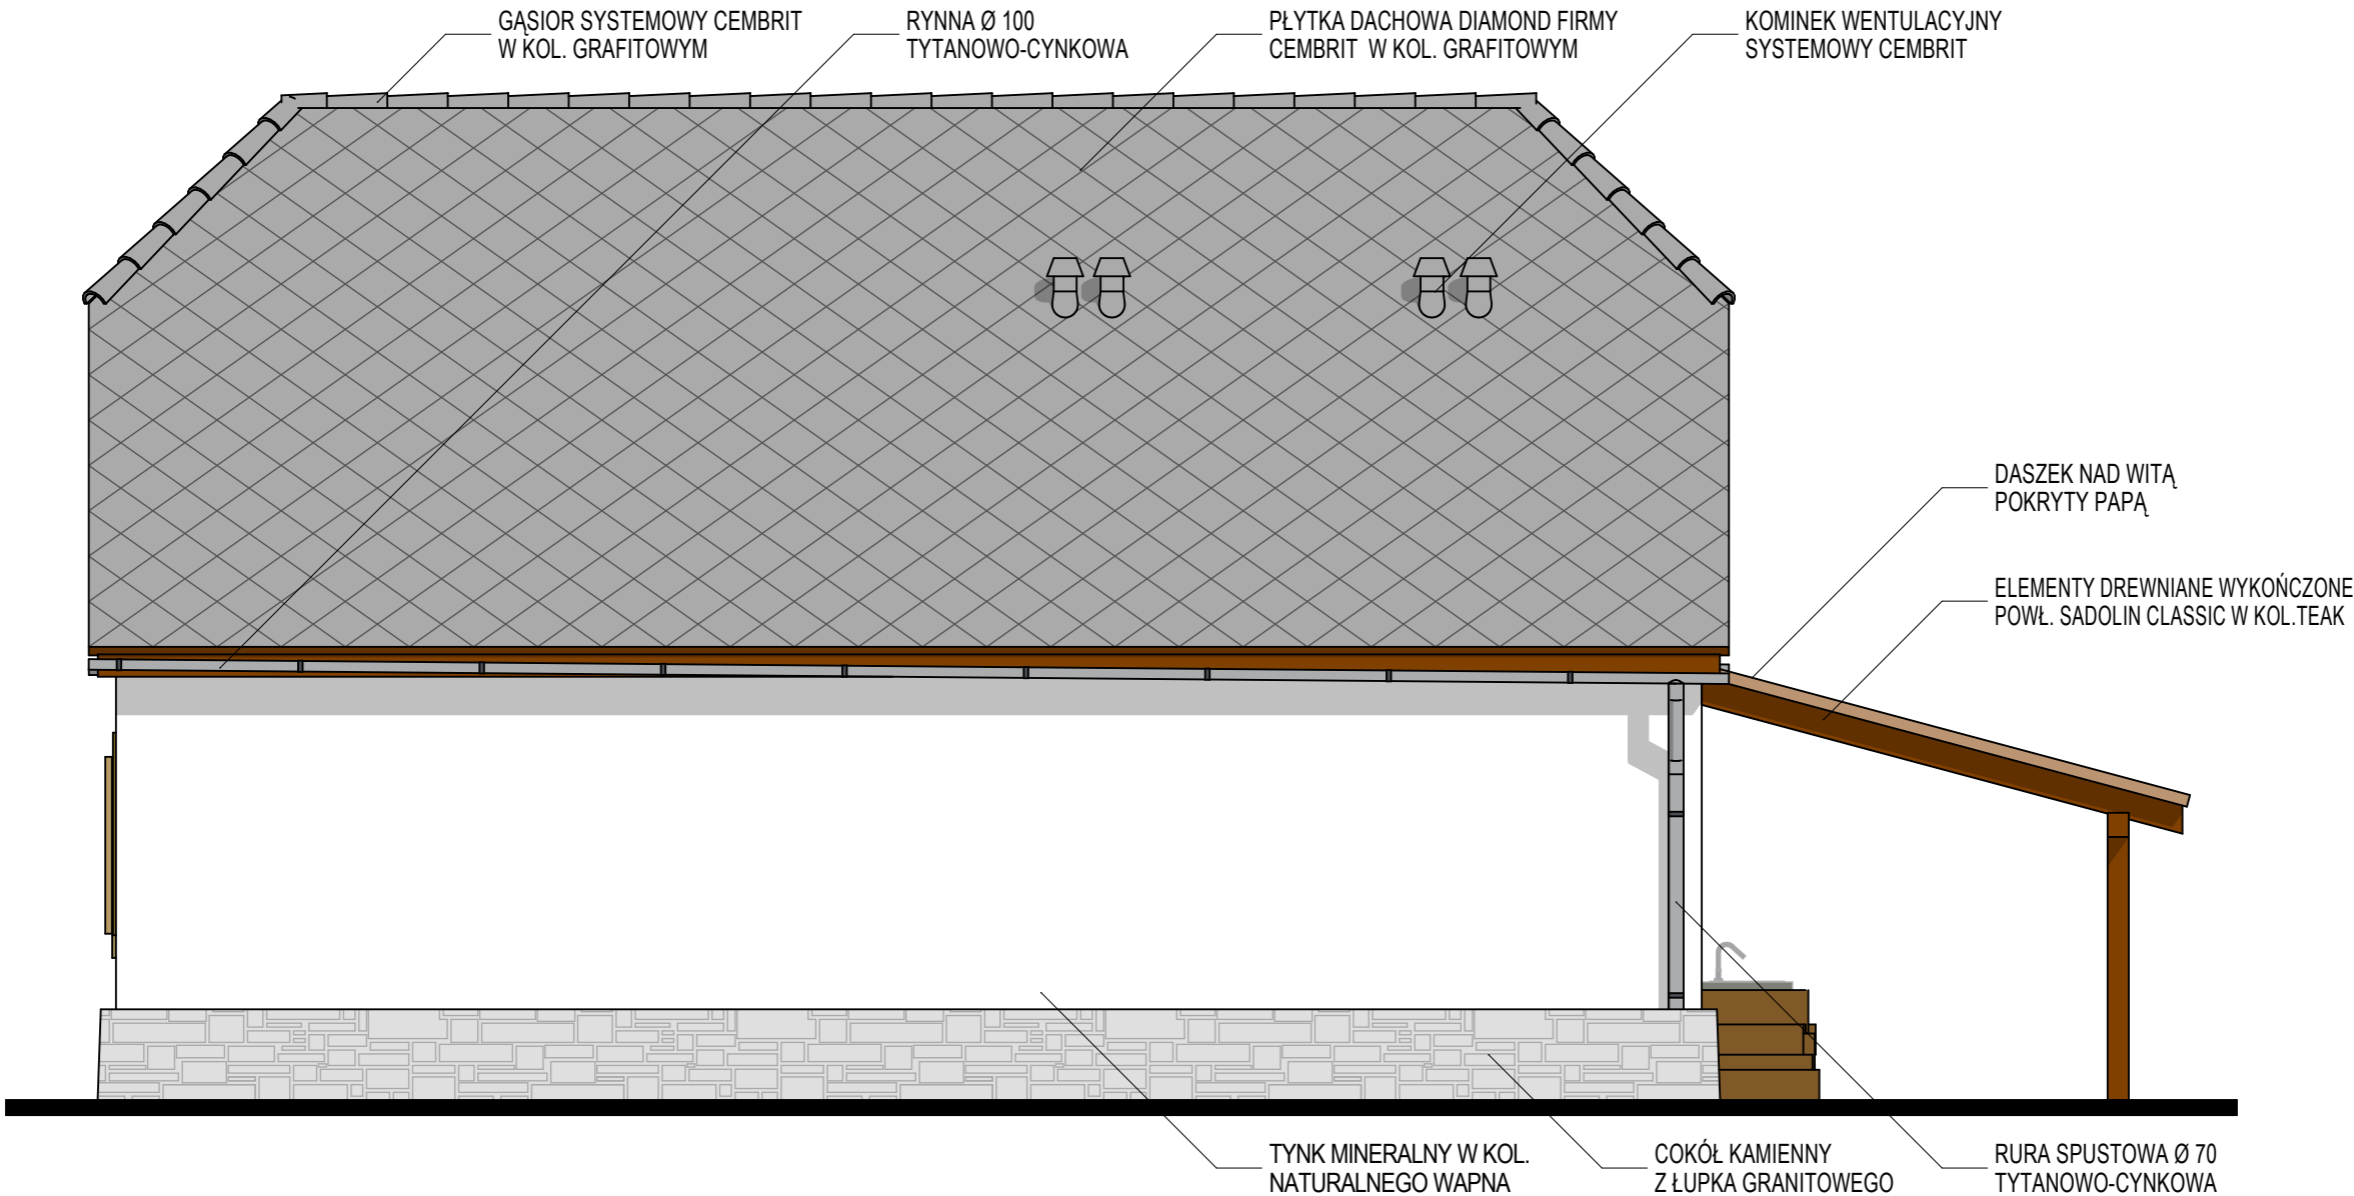 GĄSIOR SYSTEMOWY CEMBRIT
W KOL. GRAFITOWYM
RYNNA Ø 100
TYTANOWO-CYNKOWA
PŁYTKA DACHOWA DIAMOND FIRMY
CEMBRIT W KOL. GRAFITOWYM
KOMINEK WENTULACYJNY
SYSTEMOWY CEMBRIT
DASZEK NAD WITĄ
POKRYTY PAPĄ
ELEMENTY DREWNIANE WYKOŃCZONE
POWŁ. SADOLIN CLASSIC W KOL.TEAK
TYNK MINERALNY W KOL.
NATURALNEGO WAPNA
COKÓŁ KAMIENNY
Z ŁUPKA GRANITOWEGO
RURA SPUSTOWA Ø 70
TYTANOWO-CYNKOWA